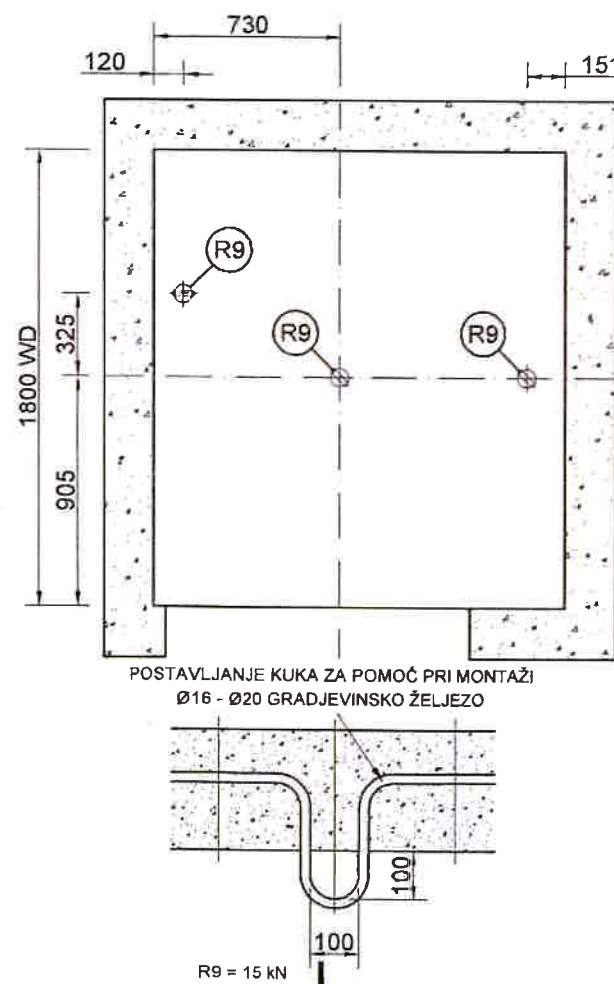 730
120
151
R9
R9
R9
1800 WD
325
905
POSTAVLJANJE KUKA ZA POMOĆ PRI MONTAŽI
Ø16 - Ø20 GRADJEVINSKO ŽELJEZO
100
100
R9 = 15 kN